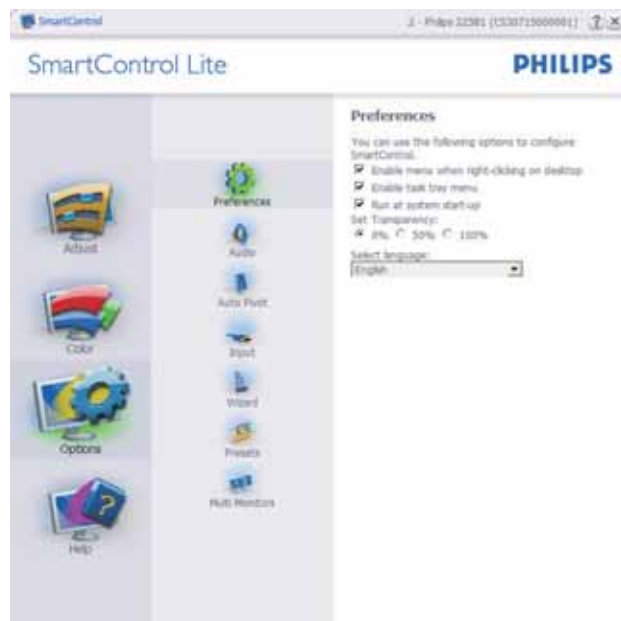 SmartControl
SmartControl Lite
PHILIPS
Adjust
Color
Options
Help
Preferences
Audio
Auto Pivot
Input
Wizard
Presets
Multi Monitors
Preferences
You can use the following options to configure
SmartControl.
Enable menu when right-clicking on desktop
Enable task tray menu
Run at system start-up
Set Transparency:
0% 50% 100%
Select language:
English